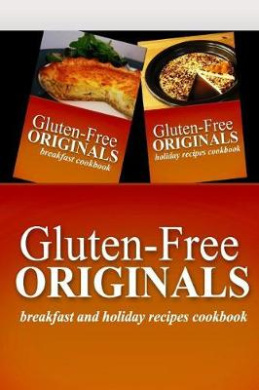 Gluten-Free
ORIGINALS
breakfast cookbook
Gluten-Free
ORIGINALS
holiday recipes cookbook
Gluten-Free
ORIGINALS
breakfast and holiday recipes cookbook